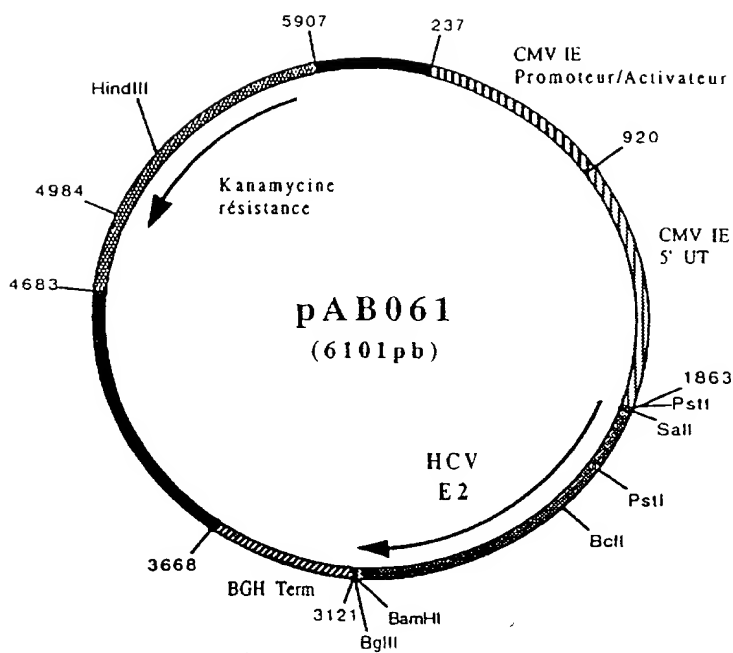 5907
237
CMV IE
Promoteur/Activateur
HindIII
920
Kanamycine
résistance
4984
CMV IE
5' UT
4683
pAB061
(6101pb)
1863
PstI
SalI
HCV
E2
PstI
BclI
3668
BGH Term
3121
BamHI
BglII